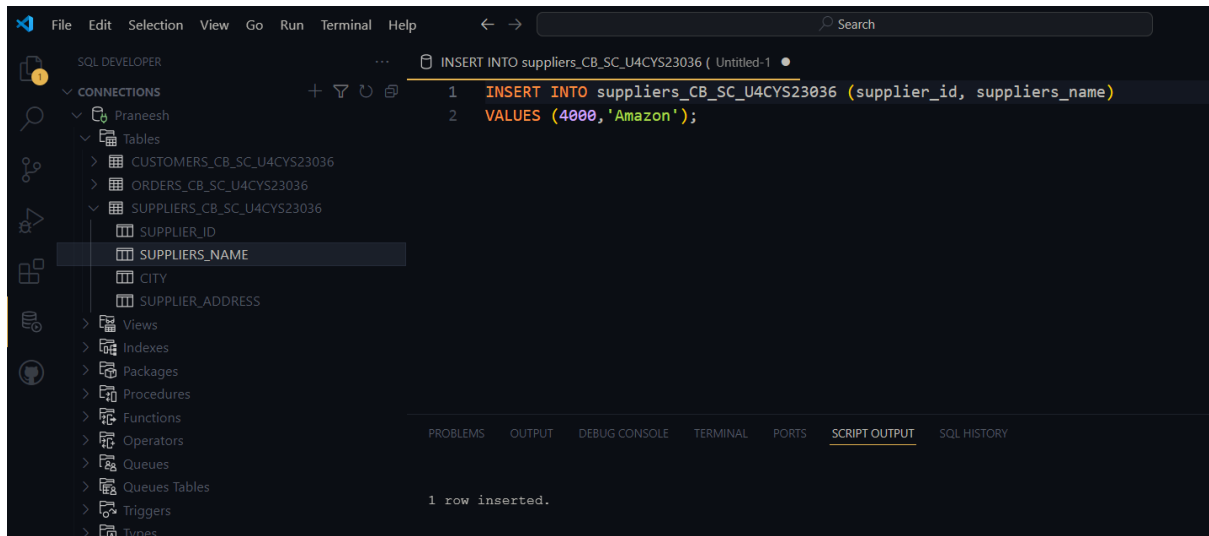 File Edit Selection View Go Run Terminal Help
Search
SQL DEVELOPER
CONNECTIONS
Praneesh
Tables
CUSTOMERS_CB_SC_U4CYS23036
ORDERS_CB_SC_U4CYS23036
SUPPLIERS_CB_SC_U4CYS23036
SUPPLIER_ID
SUPPLIERS_NAME
CITY
SUPPLIER_ADDRESS
Views
Indexes
Packages
Procedures
Functions
Operators
Queues
Queues Tables
Triggers
Types
1
INSERT INTO suppliers_CB_SC_U4CYS23036 ( Untitled-1
1 INSERT INTO suppliers_CB_SC_U4CYS23036 (supplier_id, suppliers_name)
2 VALUES (4000,'Amazon');
PROBLEMS OUTPUT DEBUG CONSOLE TERMINAL PORTS SCRIPT OUTPUT SQL HISTORY
1 row inserted.